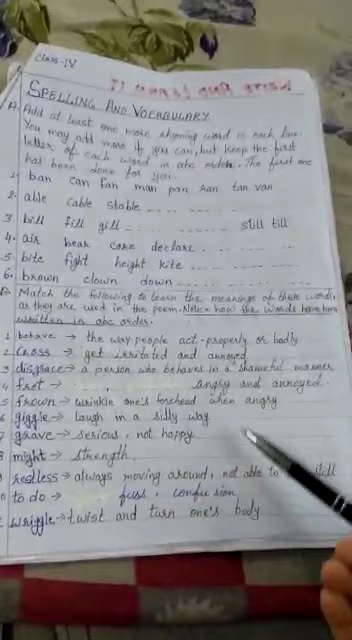 Class-IV
SPELLING AND VOCABULARY
A. Add at least one more rhyming word in each line.
You may add more if you can, but keep the first
letter of each word in abc order. The first one
has been done for you.
1. ban can fan man pan ran tan van
2. able cable stable
3. bill fill gill still till
4. air bear care declare
5. bite fight height kite
6. brown clown down
B. Match the following to learn the meanings of these words,
as they are used in the poem. Notice how the words have been
written in abc order.
1 behave → the way people act-properly or badly
2 cross → get irritated and annoyed
3 disgrace → a person who behaves in a shameful manner
4 fret → angry and annoyed
5 frown → wrinkle one's forehead when angry
6 giggle → laugh in a silly way
7 grave → serious, not happy
8 might → strength
9 restless → always moving around, not able to still
to do → fuss, confusion
wriggle → twist and turn one's body